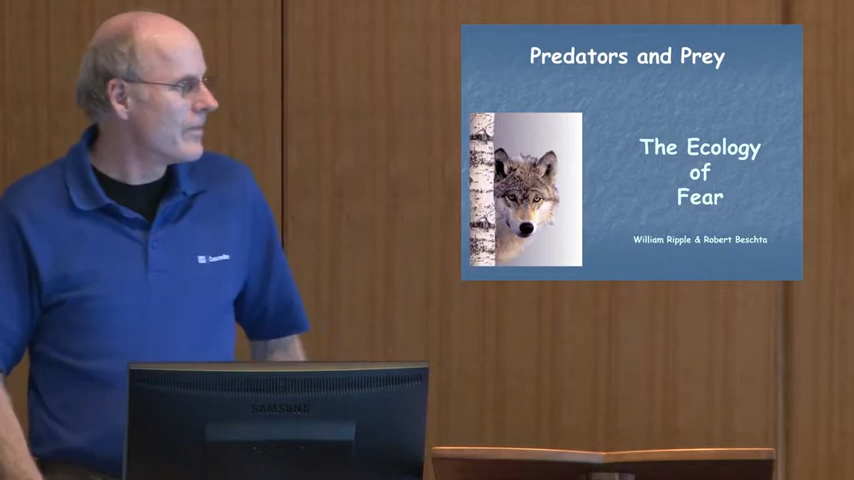 Predators and Prey
The Ecology
of
Fear
William Ripple & Robert Beschta
SAMSUNG